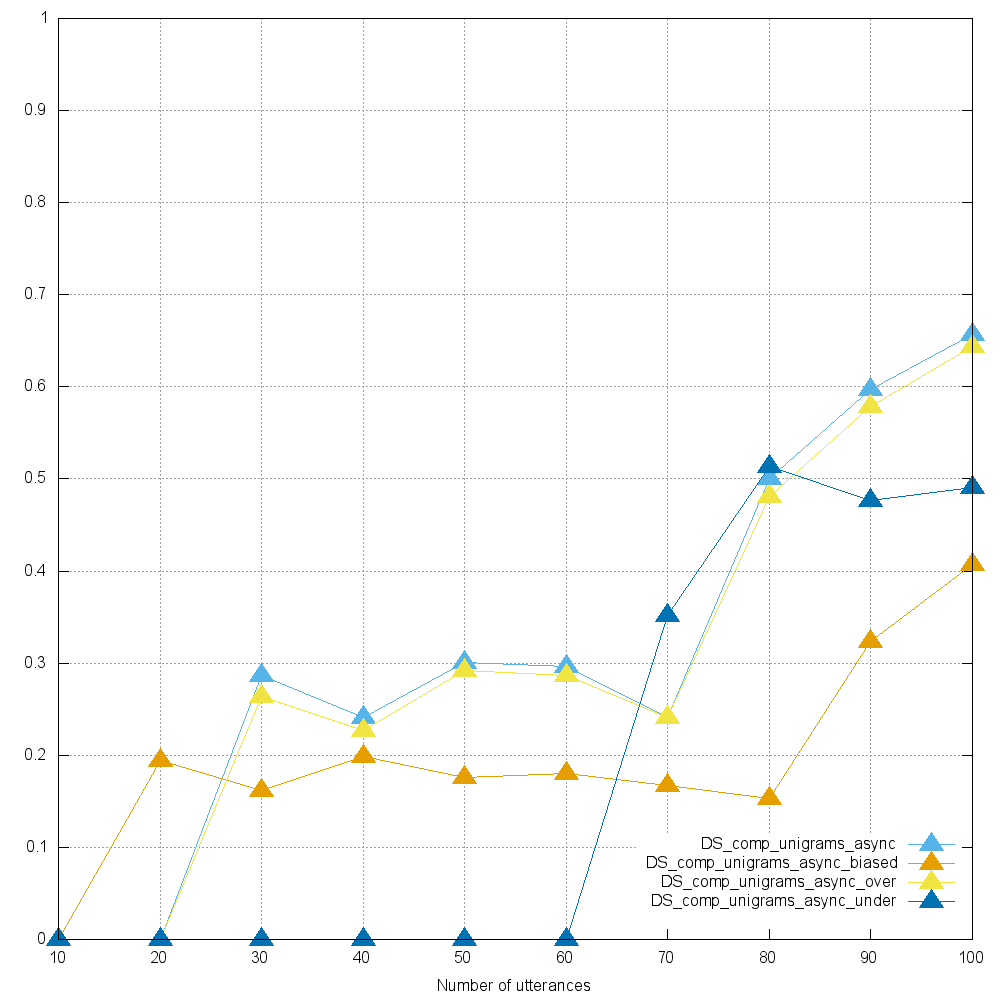 1
0.9
0.8
0.7
0.6
0.5
0.4
0.3
0.2
0.1
0
DS_comp_unigrams_async
DS_comp_unigrams_async_biased
DS_comp_unigrams_async_over
DS_comp_unigrams_async_under
10 20 30 40 50 60 70 80 90 100
Number of utterances